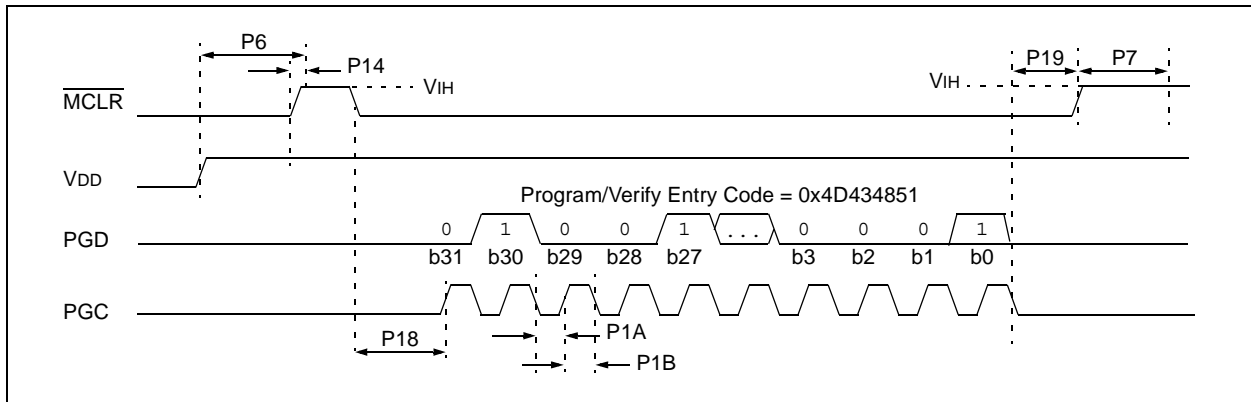 P6
P14
VIH
P19
P7
VIH
MCLR
VDD
Program/Verify Entry Code = 0x4D434851
PGD
0 1 0 0 1 ... 0 0 0 1
b31 b30 b29 b28 b27 b3 b2 b1 b0
PGC
P18
P1A
P1B